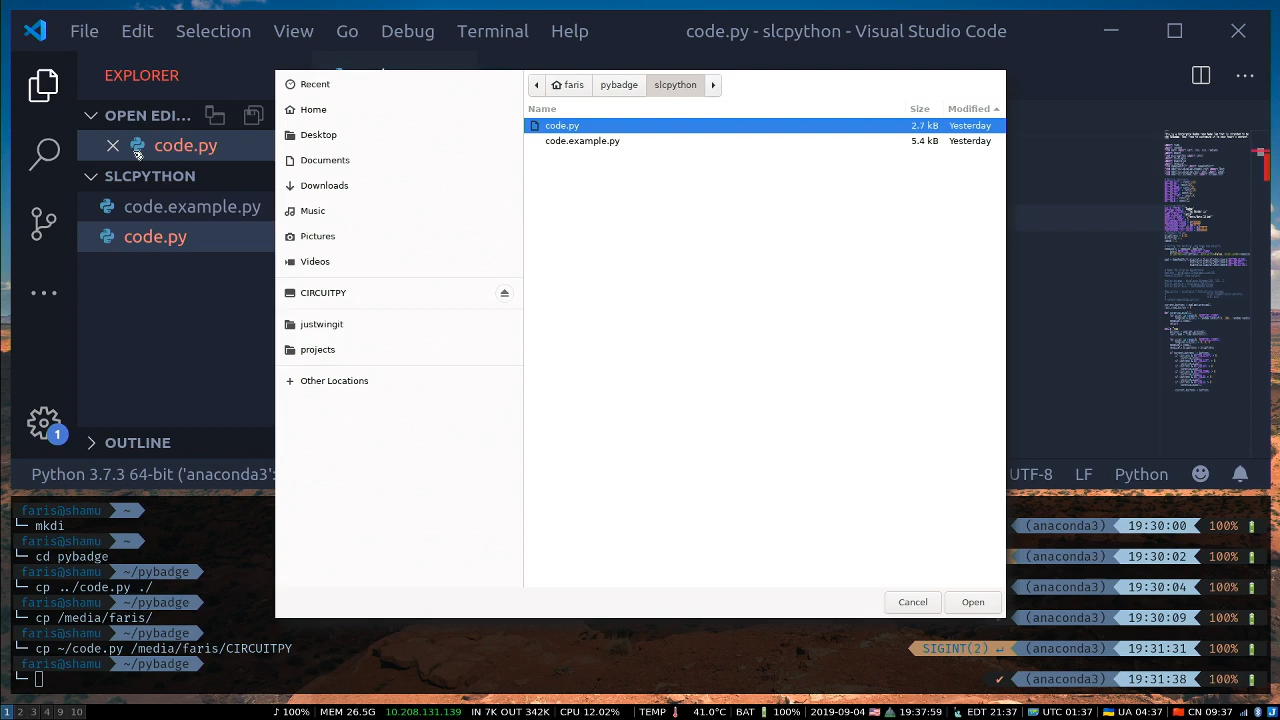 File Edit Selection View Go Debug Terminal Help code.py - slcpython - Visual Studio Code
EXPLORER
OPEN EDI...
code.py
SLCPYTHON
code.example.py
code.py
OUTLINE
1
Python 3.7.3 64-bit ('anaconda3':
UTF-8 LF Python
Recent
Home
Desktop
Documents
Downloads
Music
Pictures
Videos
CIRCUITPY
justwingit
projects
+ Other Locations
faris pybadge slcpython
Name Size Modified
code.py 2.7 kB Yesterday
code.example.py 5.4 kB Yesterday
Cancel Open
faris@shamu ~
mkdi (anaconda3) 19:30:00 100%
faris@shamu ~
cd pybadge (anaconda3) 19:30:02 100%
faris@shamu ~/pybadge
cp ../code.py ./ (anaconda3) 19:30:04 100%
faris@shamu ~/pybadge
cp /media/faris/ (anaconda3) 19:30:09 100%
faris@shamu ~/pybadge
cp ~/code.py /media/faris/CIRCUITPY SIGINT(2) ↵ (anaconda3) 19:31:31 100%
faris@shamu ~/pybadge
✔ (anaconda3) 19:31:38 100%
1 2 3 4 9 10 ♪ 100% MEM 26.5G 10.208.131.139 IN 7K OUT 342K CPU 12.02% TEMP 41.0°C BAT 100% 2019-09-04 19:37:59 EDT 21:37 UTC 01:37 UA 04:37 CN 09:37